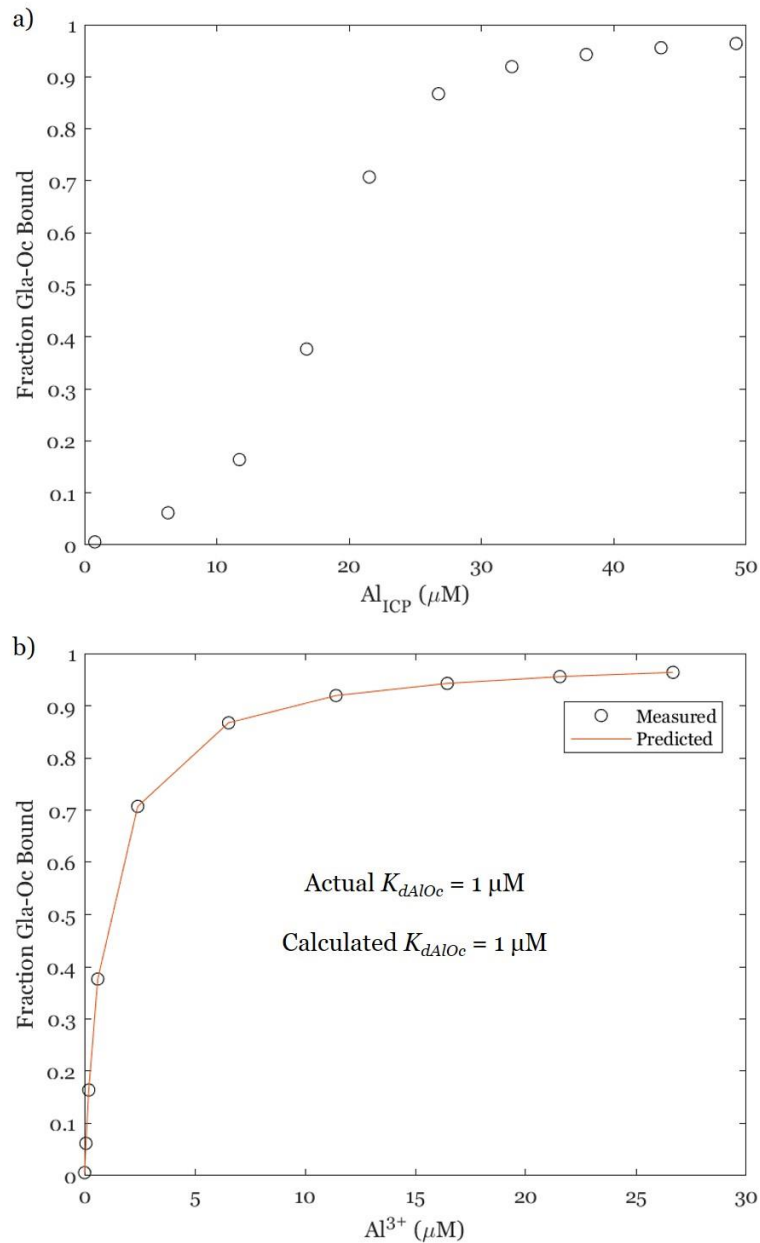 a)
1
0.9
0.8
0.7
0.6
0.5
0.4
0.3
0.2
0.1
0
Fraction Gla-Oc Bound
0 10 20 30 40 50
Al_ICP (μM)
b)
1
0.9
0.8
0.7
0.6
0.5
0.4
0.3
0.2
0.1
0
Fraction Gla-Oc Bound
Measured
Predicted
Actual K_dAlOc = 1 μM
Calculated K_dAlOc = 1 μM
0 5 10 15 20 25 30
Al³⁺ (μM)